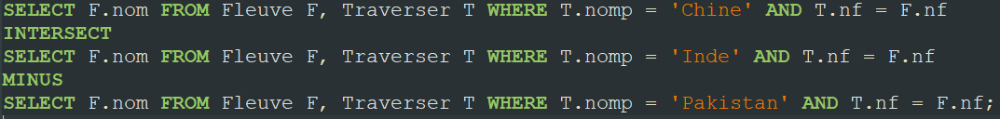 SELECT F.nom FROM Fleuve F, Traverser T WHERE T.nomp = 'Chine' AND T.nf = F.nf
INTERSECT
SELECT F.nom FROM Fleuve F, Traverser T WHERE T.nomp = 'Inde' AND T.nf = F.nf
MINUS
SELECT F.nom FROM Fleuve F, Traverser T WHERE T.nomp = 'Pakistan' AND T.nf = F.nf;